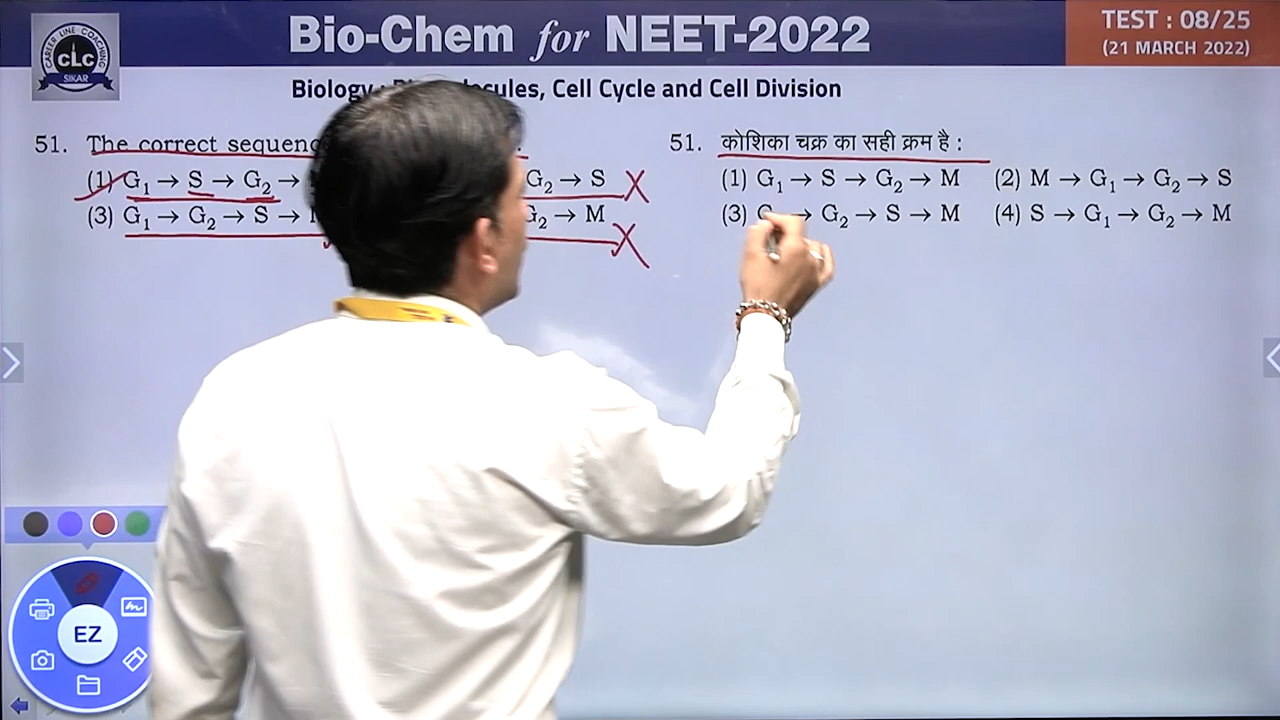 CAREER LINE COACHING
CLC
SIKAR
Bio-Chem for NEET-2022
TEST : 08/25
(21 MARCH 2022)
Biology : Cell Cycle and Cell Division
51. The correct
(1) G₁ → S → G₂ →
G₂ → S
(3) G₁ → G₂ → S →
G₂ → M
51. कोशिका चक्र का सही क्रम है :
(1) G₁ → S → G₂ → M (2) M → G₁ → G₂ → S
(3) → G₂ → S → M (4) S → G₁ → G₂ → M
EZ